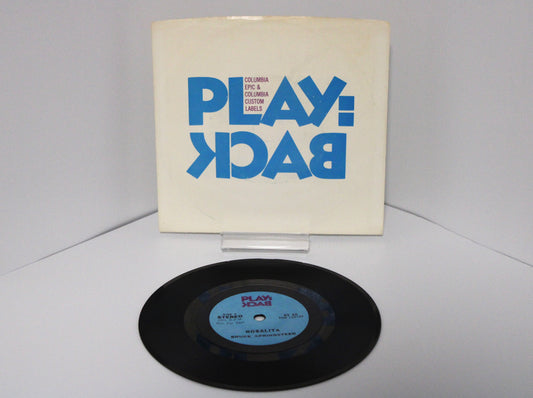 PLAY:
COLUMBIA
EPIC &
COLUMBIA
CUSTOM
LABELS
BACK
PLAY:
BACK
STEREO
ROSALITA
BRUCE SPRINGSTEEN